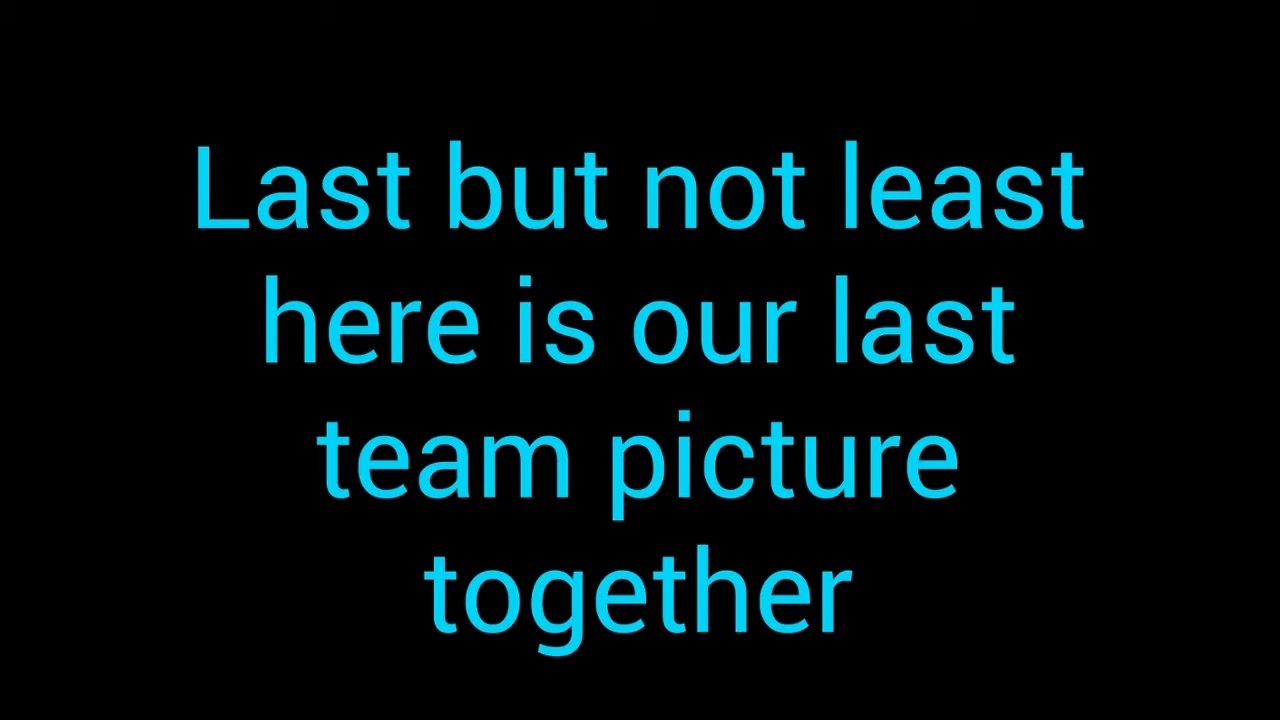 Last but not least
here is our last
team picture
together